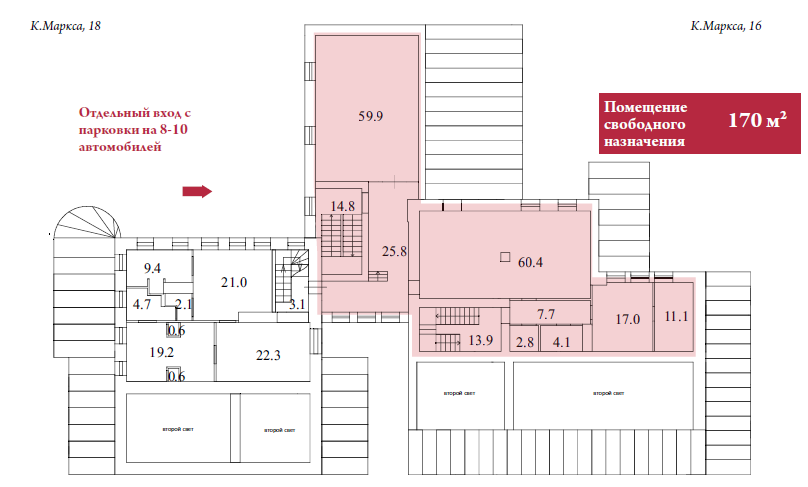 К.Маркса, 18
К.Маркса, 16
Отдельный вход с
парковки на 8-10
автомобилей
Помещение
свободного
назначения
170 м²
59.9
14.8
25.8
60.4
9.4
21.0
4.7
2.1
3.1
0.6
19.2
22.3
0.6
7.7
17.0
11.1
13.9
2.8
4.1
второй свет
второй свет
второй свет
второй свет